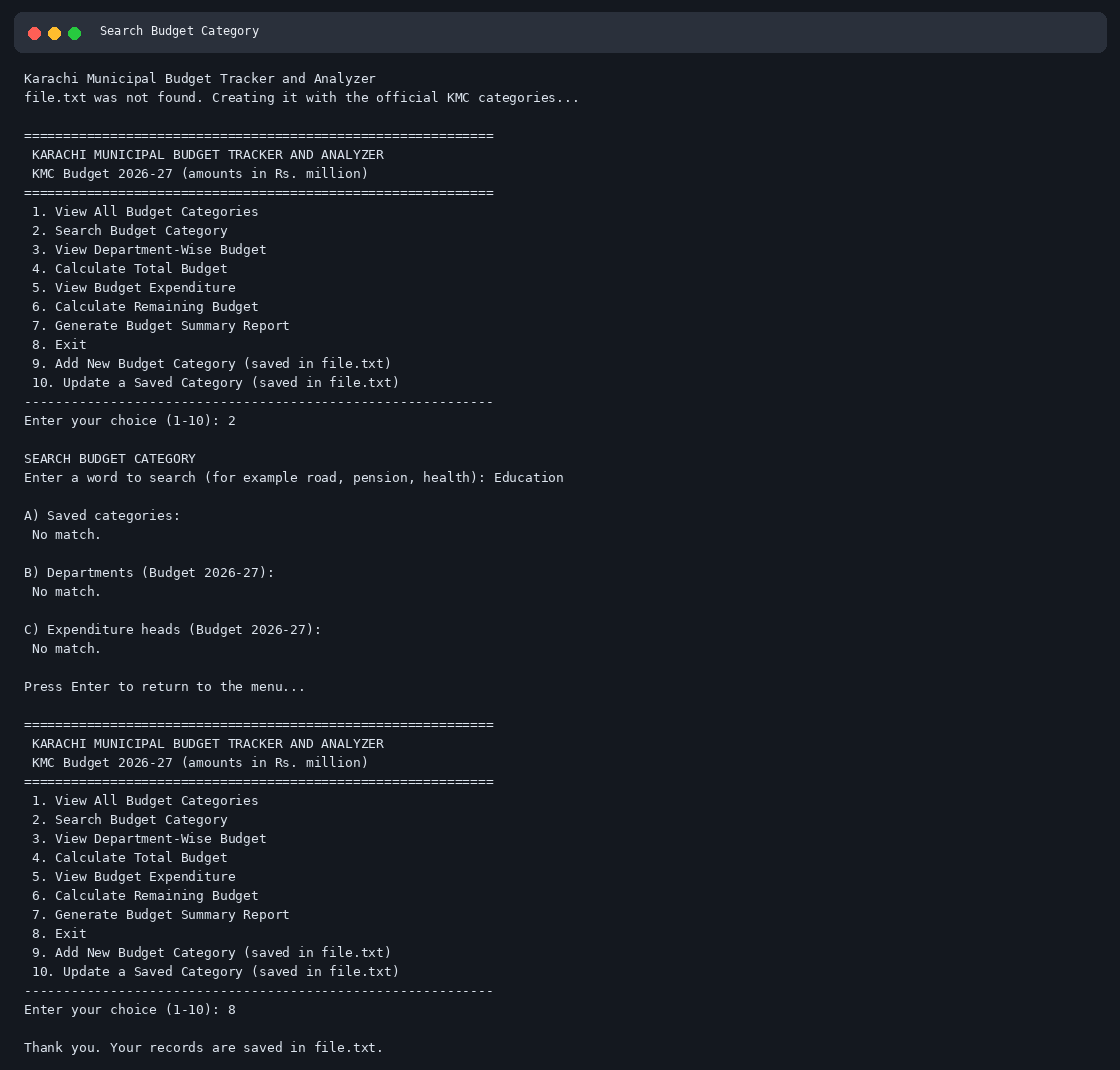 Search Budget Category
Karachi Municipal Budget Tracker and Analyzer
file.txt was not found. Creating it with the official KMC categories...
============================================================
KARACHI MUNICIPAL BUDGET TRACKER AND ANALYZER
KMC Budget 2026-27 (amounts in Rs. million)
============================================================
1. View All Budget Categories
2. Search Budget Category
3. View Department-Wise Budget
4. Calculate Total Budget
5. View Budget Expenditure
6. Calculate Remaining Budget
7. Generate Budget Summary Report
8. Exit
9. Add New Budget Category (saved in file.txt)
10. Update a Saved Category (saved in file.txt)
------------------------------------------------------------
Enter your choice (1-10): 2
SEARCH BUDGET CATEGORY
Enter a word to search (for example road, pension, health): Education
A) Saved categories:
No match.
B) Departments (Budget 2026-27):
No match.
C) Expenditure heads (Budget 2026-27):
No match.
Press Enter to return to the menu...
============================================================
KARACHI MUNICIPAL BUDGET TRACKER AND ANALYZER
KMC Budget 2026-27 (amounts in Rs. million)
============================================================
1. View All Budget Categories
2. Search Budget Category
3. View Department-Wise Budget
4. Calculate Total Budget
5. View Budget Expenditure
6. Calculate Remaining Budget
7. Generate Budget Summary Report
8. Exit
9. Add New Budget Category (saved in file.txt)
10. Update a Saved Category (saved in file.txt)
------------------------------------------------------------
Enter your choice (1-10): 8
Thank you. Your records are saved in file.txt.